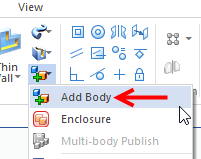 View
Thin
Wall
Add Body
Enclosure
Multi-body Publish